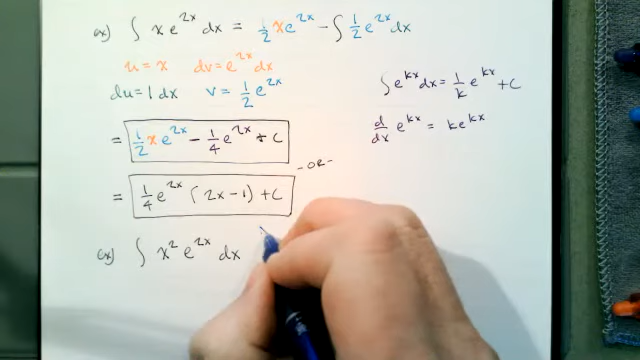 ex) ∫ x e^{2x} dx = 1/2 x e^{2x} - ∫ 1/2 e^{2x} dx
u = x dv = e^{2x} dx
du = 1 dx v = 1/2 e^{2x}
∫ e^{kx} dx = 1/k e^{kx} + C
d/dx e^{kx} = k e^{kx}
= 1/2 x e^{2x} - 1/4 e^{2x} + C
- OR -
= 1/4 e^{2x} (2x - 1) + C
ex) ∫ x^2 e^{2x} dx